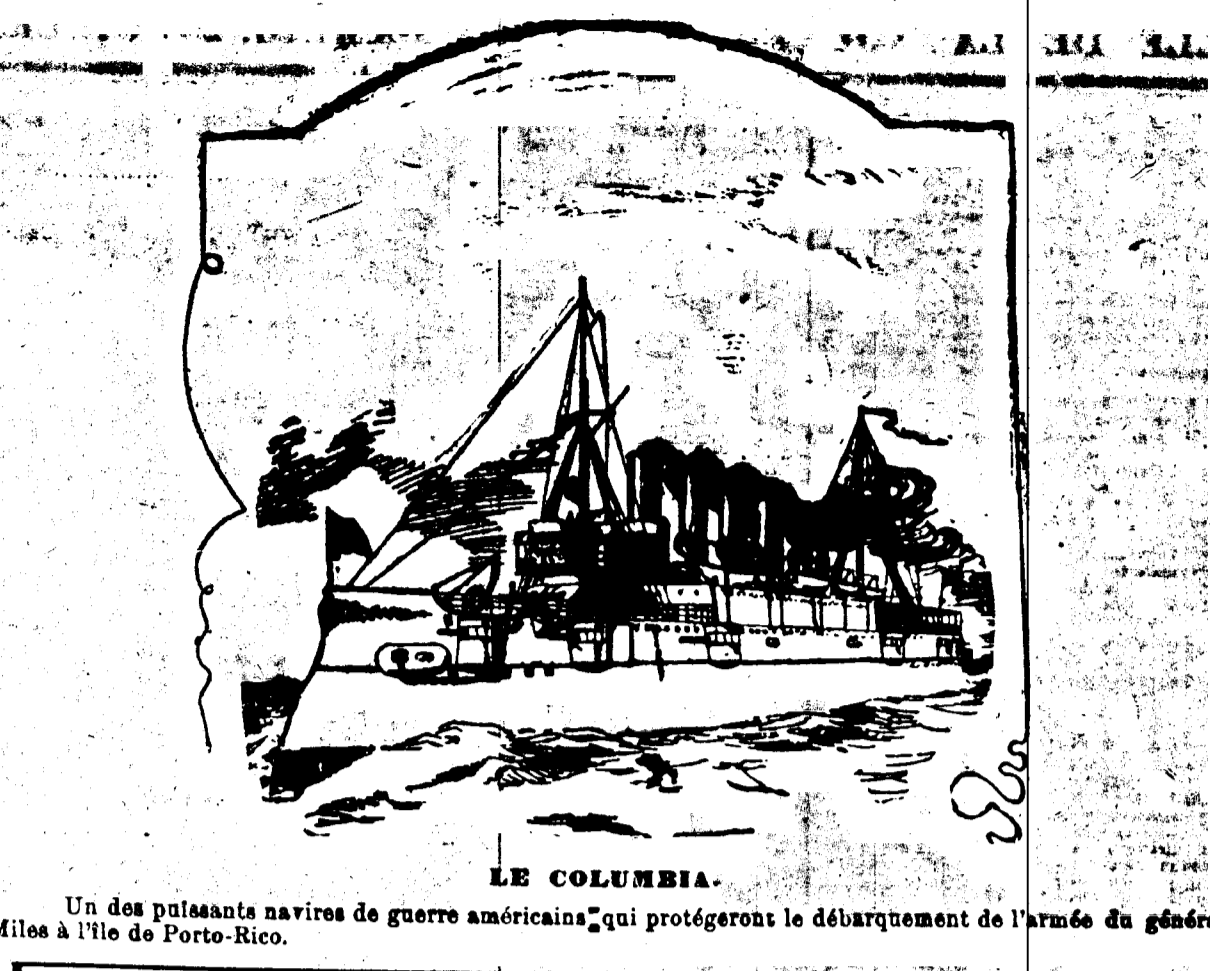 LE COLUMBIA.
Un des puissants navires de guerre américains qui protégeront le débarquement de l'armée du génér
Miles à l'île de Porto-Rico.